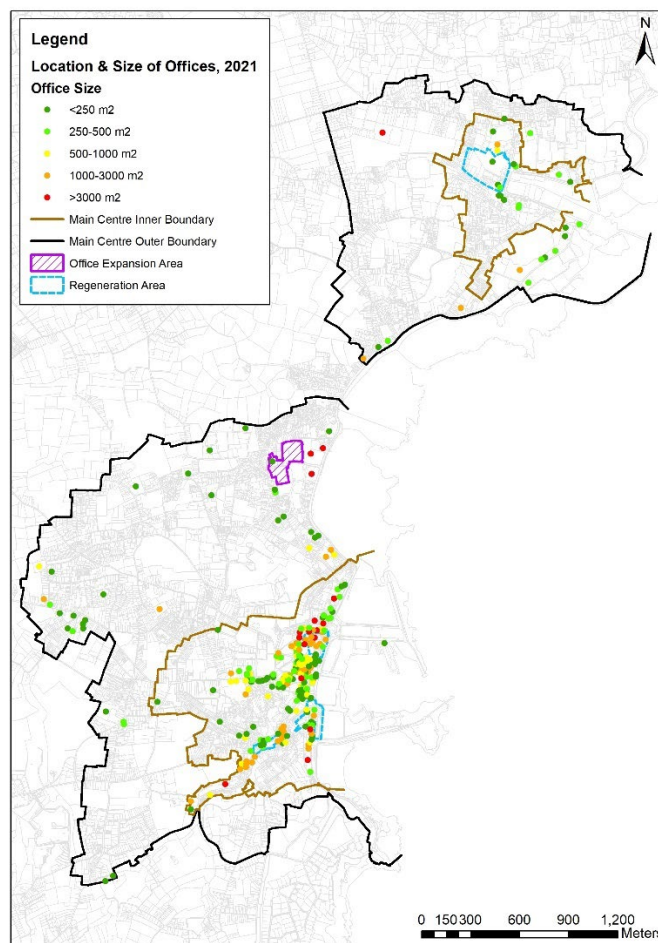 Legend
Location & Size of Offices, 2021
Office Size
<250 m2
250-500 m2
500-1000 m2
1000-3000 m2
>3000 m2
Main Centre Inner Boundary
Main Centre Outer Boundary
Office Expansion Area
Regeneration Area
N
0 150 300 600 900 1,200
Meters